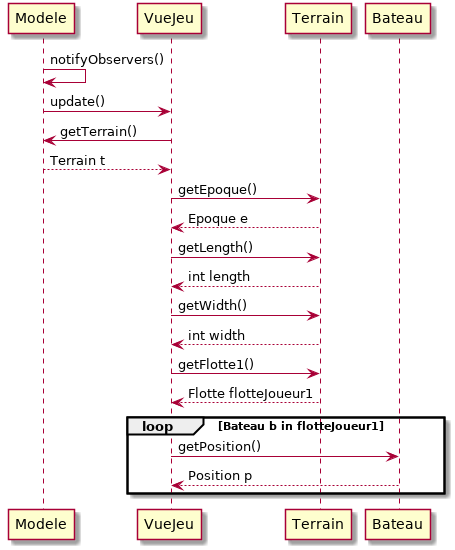 Modele VueJeu Terrain Bateau
notifyObservers()
update()
getTerrain()
Terrain t
getEpoque()
Epoque e
getLength()
int length
getWidth()
int width
getFlotte1()
Flotte flotteJoueur1
loop [Bateau b in flotteJoueur1]
getPosition()
Position p
Modele VueJeu Terrain Bateau